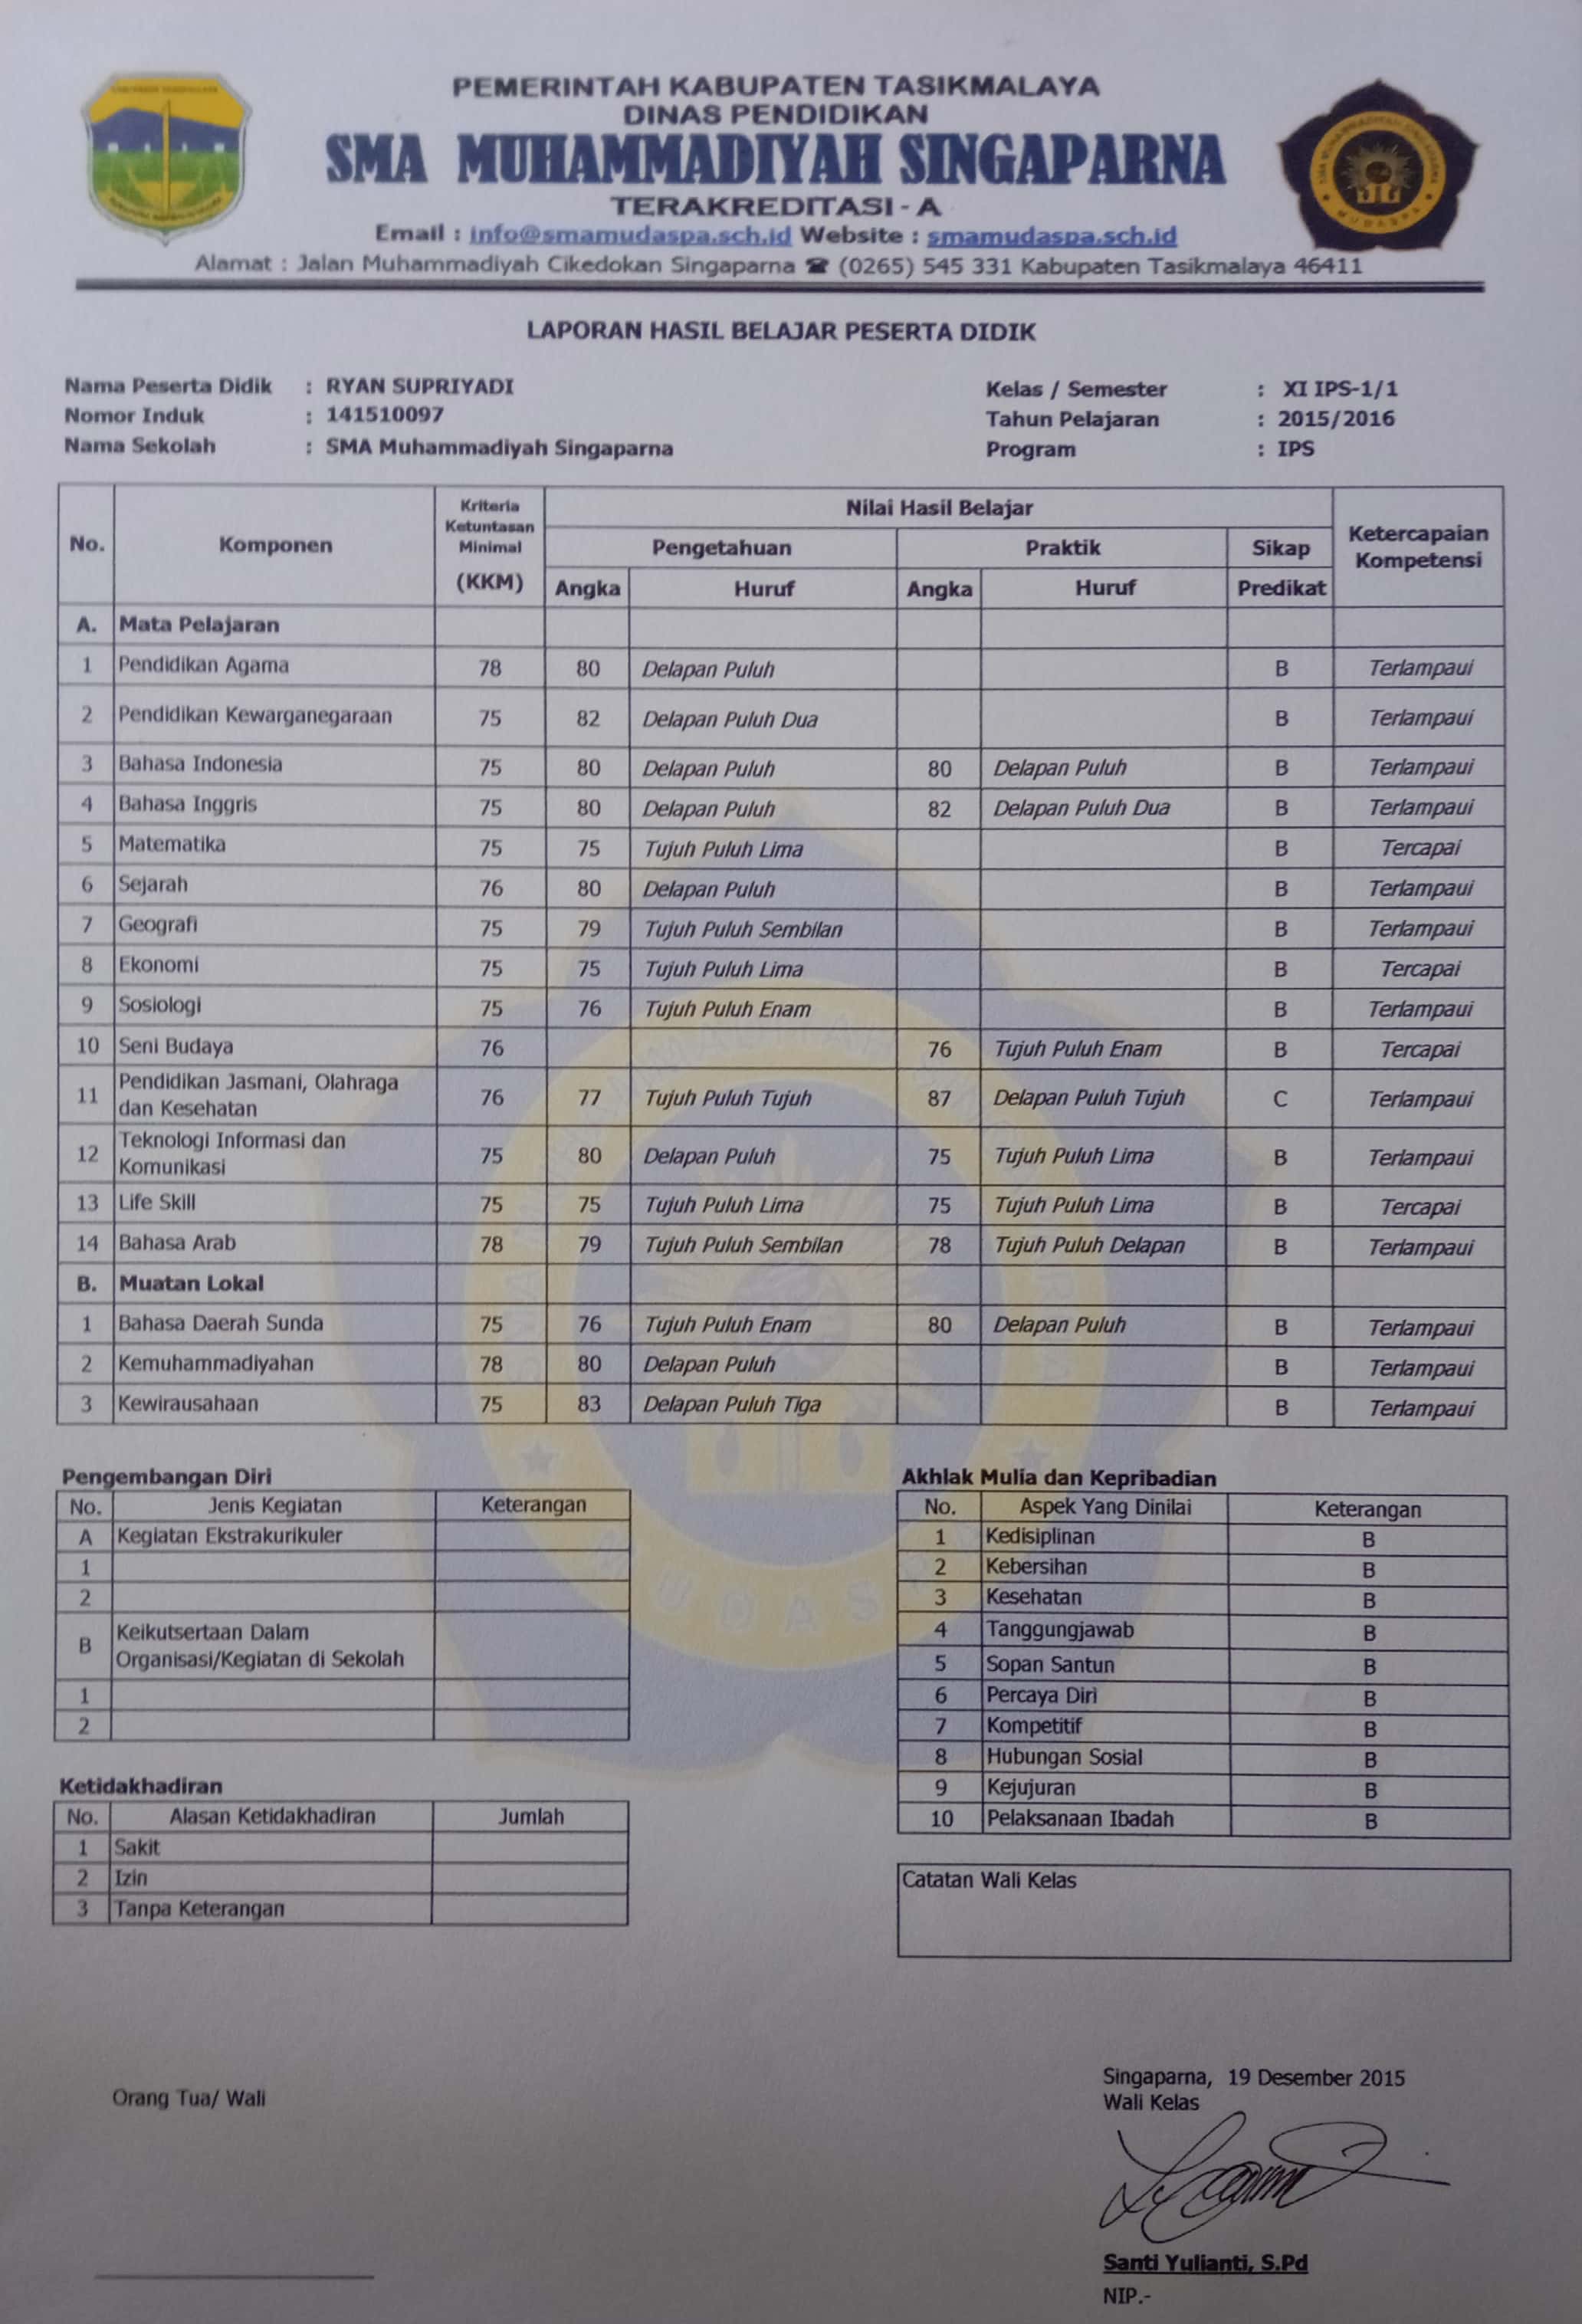 PEMERINTAH KABUPATEN TASIKMALAYA
DINAS PENDIDIKAN
SMA MUHAMMADIYAH SINGAPARNA
TERAKREDITASI - A
Email : info@smamudaspa.sch.id Website : smamudaspa.sch.id
Alamat : Jalan Muhammadiyah Cikedokan Singaparna ☎ (0265) 545 331 Kabupaten Tasikmalaya 46411
LAPORAN HASIL BELAJAR PESERTA DIDIK
Nama Peserta Didik : RYAN SUPRIYADI
Nomor Induk : 141510097
Nama Sekolah : SMA Muhammadiyah Singaparna
Kelas / Semester : XI IPS-1/1
Tahun Pelajaran : 2015/2016
Program : IPS
No. Komponen Kriteria Ketuntasan Minimal (KKM) Nilai Hasil Belajar Ketercapaian Kompetensi
Pengetahuan Praktik Sikap
Angka Huruf Angka Huruf Predikat
A. Mata Pelajaran
1 Pendidikan Agama 78 80 Delapan Puluh B Terlampaui
2 Pendidikan Kewarganegaraan 75 82 Delapan Puluh Dua B Terlampaui
3 Bahasa Indonesia 75 80 Delapan Puluh 80 Delapan Puluh B Terlampaui
4 Bahasa Inggris 75 80 Delapan Puluh 82 Delapan Puluh Dua B Terlampaui
5 Matematika 75 75 Tujuh Puluh Lima B Tercapai
6 Sejarah 76 80 Delapan Puluh B Terlampaui
7 Geografi 75 79 Tujuh Puluh Sembilan B Terlampaui
8 Ekonomi 75 75 Tujuh Puluh Lima B Tercapai
9 Sosiologi 75 76 Tujuh Puluh Enam B Terlampaui
10 Seni Budaya 76 76 Tujuh Puluh Enam B Tercapai
11 Pendidikan Jasmani, Olahraga dan Kesehatan 76 77 Tujuh Puluh Tujuh 87 Delapan Puluh Tujuh C Terlampaui
12 Teknologi Informasi dan Komunikasi 75 80 Delapan Puluh 75 Tujuh Puluh Lima B Terlampaui
13 Life Skill 75 75 Tujuh Puluh Lima 75 Tujuh Puluh Lima B Tercapai
14 Bahasa Arab 78 79 Tujuh Puluh Sembilan 78 Tujuh Puluh Delapan B Terlampaui
B. Muatan Lokal
1 Bahasa Daerah Sunda 75 76 Tujuh Puluh Enam 80 Delapan Puluh B Terlampaui
2 Kemuhammadiyahan 78 80 Delapan Puluh B Terlampaui
3 Kewirausahaan 75 83 Delapan Puluh Tiga B Terlampaui
Pengembangan Diri
No. Jenis Kegiatan Keterangan
A Kegiatan Ekstrakurikuler
1
2
B Keikutsertaan Dalam Organisasi/Kegiatan di Sekolah
1
2
Ketidakhadiran
No. Alasan Ketidakhadiran Jumlah
1 Sakit
2 Izin
3 Tanpa Keterangan
Akhlak Mulia dan Kepribadian
No. Aspek Yang Dinilai Keterangan
1 Kedisiplinan B
2 Kebersihan B
3 Kesehatan B
4 Tanggungjawab B
5 Sopan Santun B
6 Percaya Diri B
7 Kompetitif B
8 Hubungan Sosial B
9 Kejujuran B
10 Pelaksanaan Ibadah B
Catatan Wali Kelas
Orang Tua/ Wali
Singaparna, 19 Desember 2015
Wali Kelas
Santi Yulianti, S.Pd
NIP.-